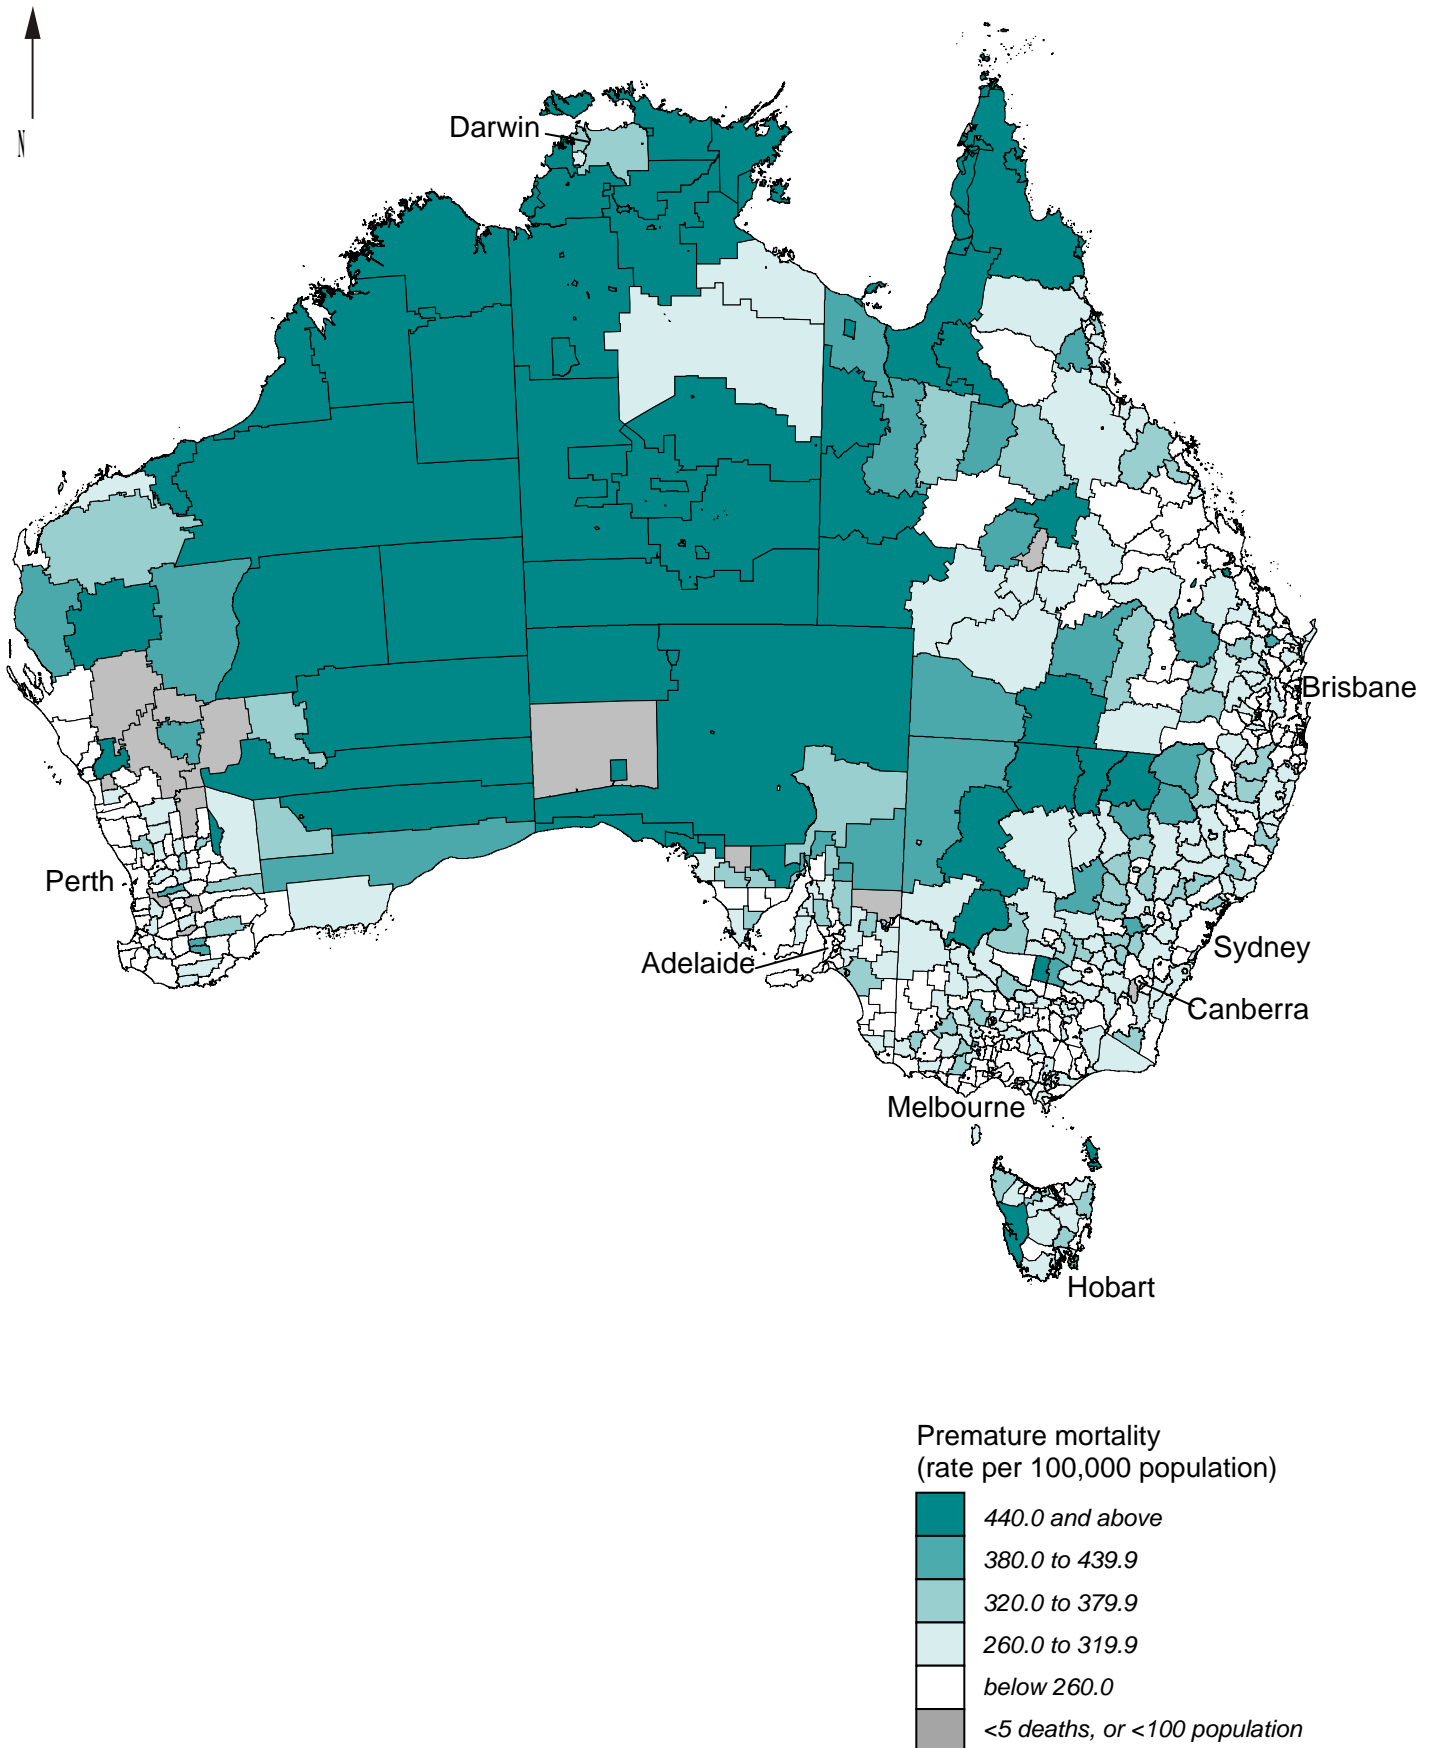 N
Darwin
Brisbane
Perth
Adelaide
Sydney
Canberra
Melbourne
Hobart
Premature mortality
(rate per 100,000 population)
440.0 and above
380.0 to 439.9
320.0 to 379.9
260.0 to 319.9
below 260.0
<5 deaths, or <100 population